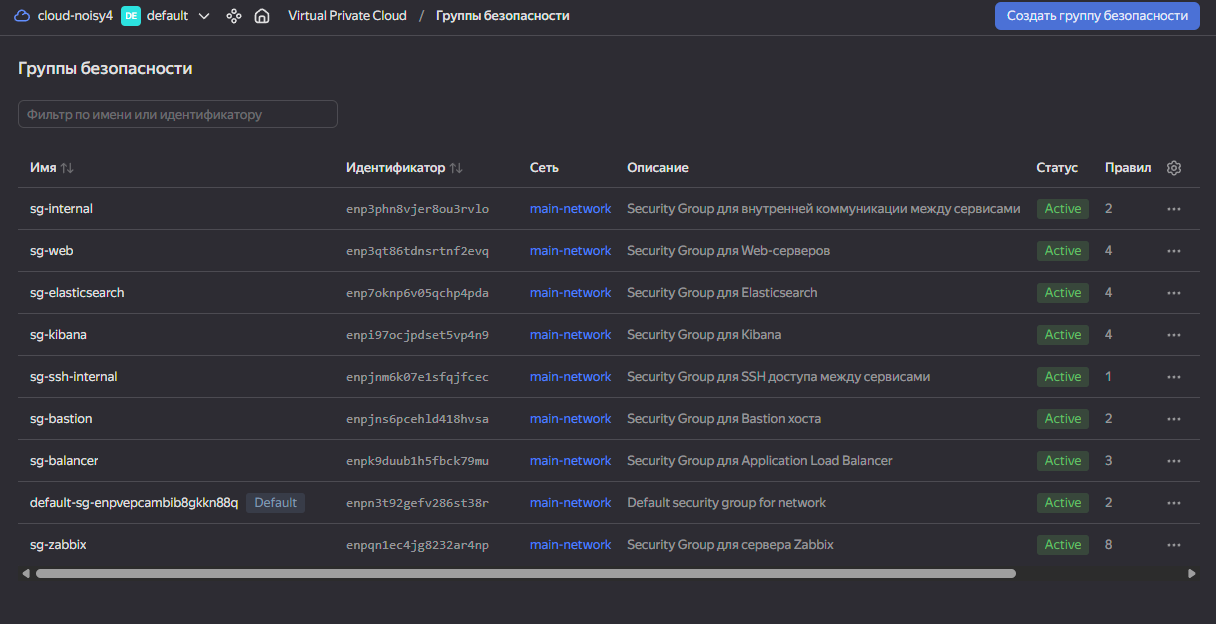 cloud-noisy4 DE default Virtual Private Cloud / Группы безопасности Создать группу безопасности
Группы безопасности
Фильтр по имени или идентификатору
Имя Идентификатор Сеть Описание Статус Правил
sg-internal enp3phn8vjer8ou3rvlo main-network Security Group для внутренней коммуникации между сервисами Active 2
sg-web enp3qt86tdnsrtnf2evq main-network Security Group для Web-серверов Active 4
sg-elasticsearch enp7oknp6v05qchp4pda main-network Security Group для Elasticsearch Active 4
sg-kibana enpi97ocjpdset5vp4n9 main-network Security Group для Kibana Active 4
sg-ssh-internal enpjnm6k07e1sfqjfcec main-network Security Group для SSH доступа между сервисами Active 1
sg-bastion enpjns6pcehld418hvsa main-network Security Group для Bastion хоста Active 2
sg-balancer enpk9duub1h5fbck79mu main-network Security Group для Application Load Balancer Active 3
default-sg-enpvepcambib8gkkn88q Default enpn3t92gefv286st38r main-network Default security group for network Active 2
sg-zabbix enpqn1ec4jg8232ar4np main-network Security Group для сервера Zabbix Active 8